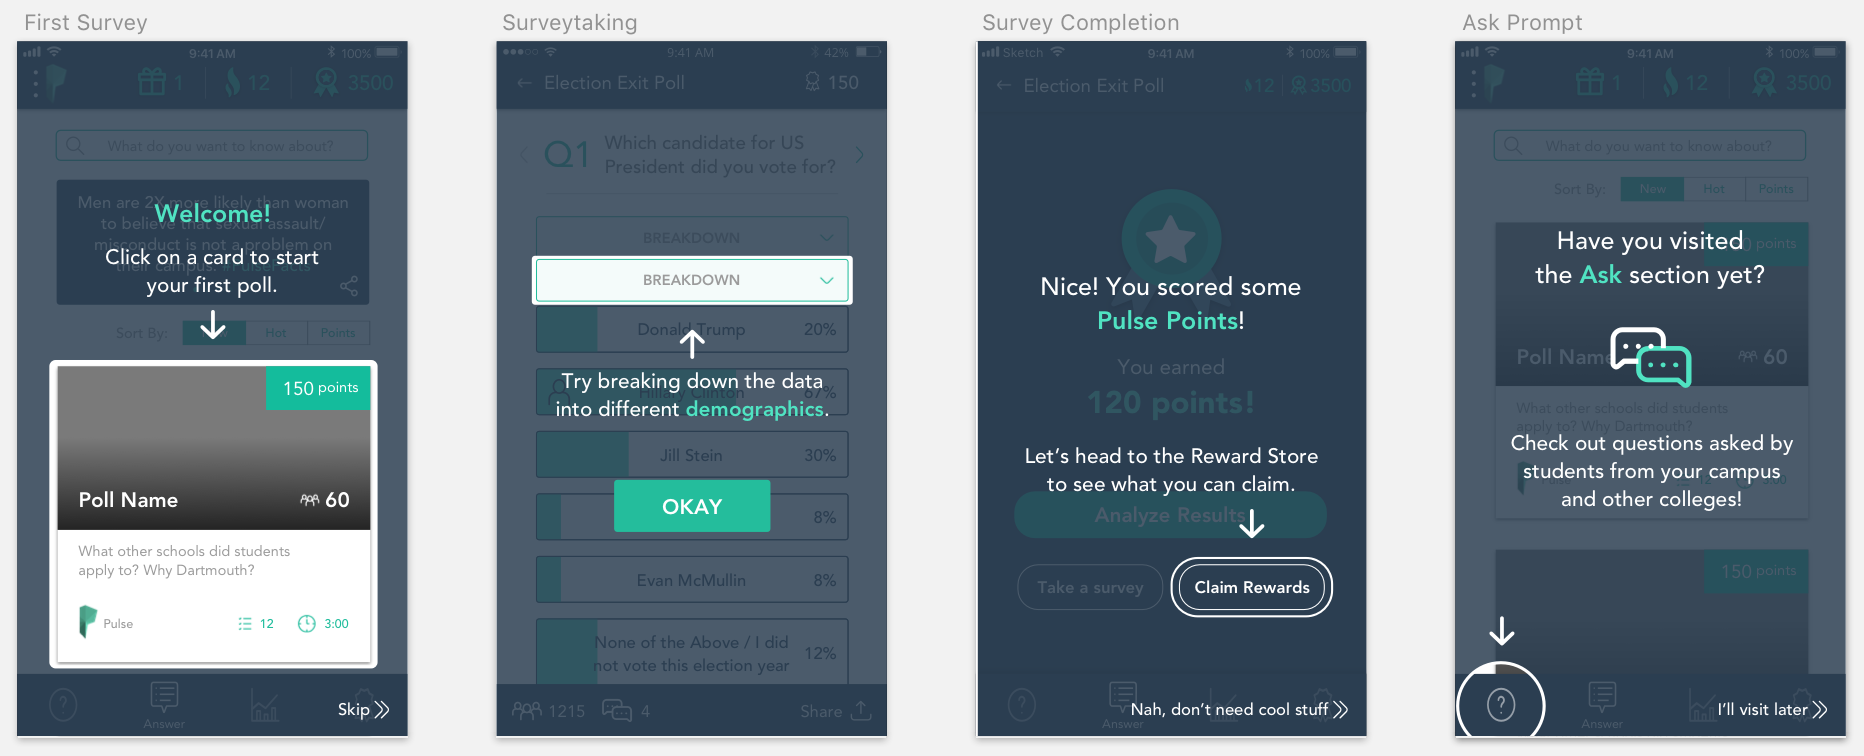 First Survey
9:41 AM
100%
1
12
3500
What do you want to know about?
Men are 2X more likely than woman
to believe that sexual assault/
misconduct is not a problem on
their campus. #PulseFacts
Welcome!
Click on a card to start
your first poll.
Sort By:
Hot
Points
150 points
Poll Name
60
What other schools did students
apply to? Why Dartmouth?
Pulse
12
3:00
Answer
Skip
Surveytaking
9:41 AM
42%
Election Exit Poll
150
Q1
Which candidate for US
President did you vote for?
BREAKDOWN
BREAKDOWN
Donald Trump
20%
Try breaking down the data
into different demographics.
Hillary Clinton
67%
Jill Stein
30%
OKAY
8%
Evan McMullin
8%
None of the Above / I did
not vote this election year
12%
1215
4
Share
Survey Completion
Sketch
9:41 AM
100%
Election Exit Poll
12
3500
Nice! You scored some
Pulse Points!
You earned
120 points!
Let's head to the Reward Store
to see what you can claim.
Analyze Results
Take a survey
Claim Rewards
Answer
Nah, don't need cool stuff
Ask Prompt
9:41 AM
100%
1
12
3500
What do you want to know about?
Sort By:
New
Hot
Points
points
Have you visited
the Ask section yet?
Poll Name
60
What other schools did students
apply to? Why Dartmouth?
Check out questions asked by
students from your campus
and other colleges!
Pulse
12
3:00
150 points
?
Answer
I'll visit later